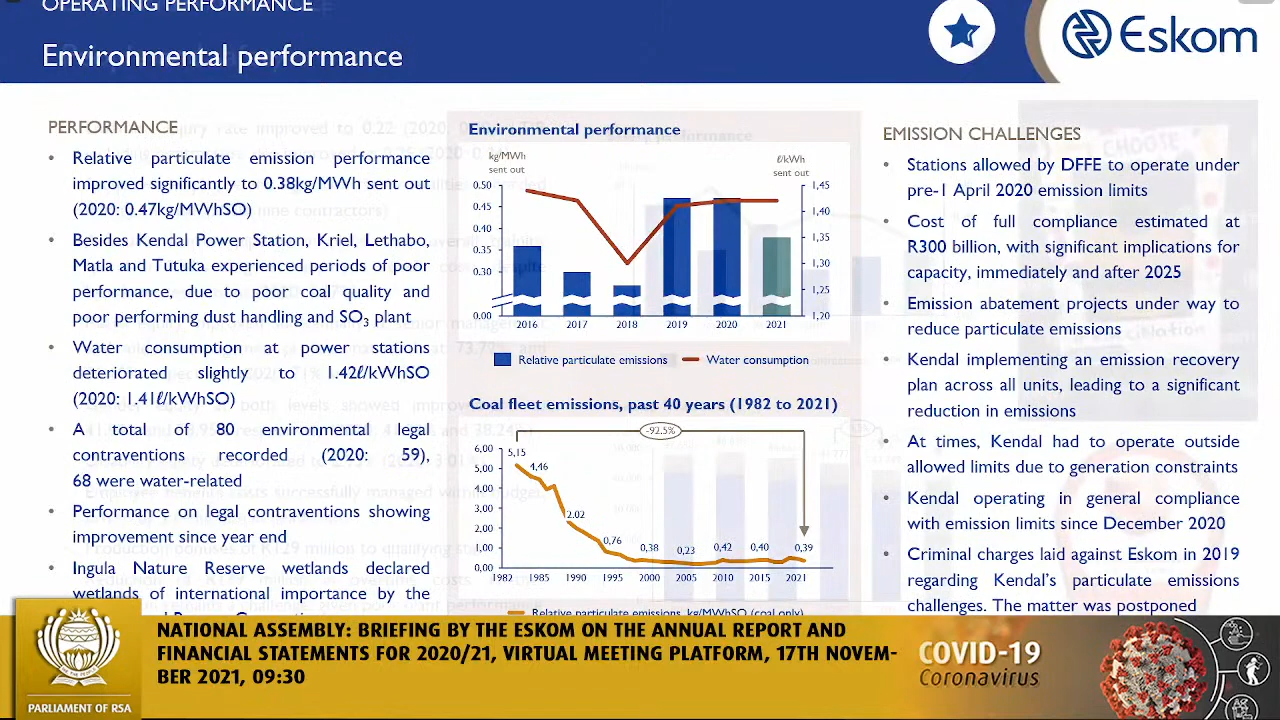 OPERATING PERFORMANCE
Environmental performance
Eskom
PERFORMANCE
• Relative particulate emission performance
improved significantly to 0.38kg/MWh sent out
(2020: 0.47kg/MWhSO)
• Besides Kendal Power Station, Kriel, Lethabo,
Matla and Tutuka experienced periods of poor
performance, due to poor coal quality and
poor performing dust handling and SO₃ plant
• Water consumption at power stations
deteriorated slightly to 1.42ℓ/kWhSO
(2020: 1.41ℓ/kWhSO)
• A total of 80 environmental legal
contraventions recorded (2020: 59),
68 were water-related
• Performance on legal contraventions showing
improvement since year end
• Ingula Nature Reserve wetlands declared
wetlands of international importance by the
Environmental performance
kg/MWh
sent out
ℓ/kWh
sent out
0.50
0.45
0.40
0.35
0.30
0.00
1,45
1,40
1,35
1,30
1,25
1,20
2016 2017 2018 2019 2020 2021
Relative particulate emissions Water consumption
Coal fleet emissions, past 40 years (1982 to 2021)
-92.5%
6,00
5,00
4,00
3,00
2,00
1,00
0,00
5,15
4,46
2.02
0,76
0,38
0,23
0,42
0,40
0,39
1982 1985 1990 1995 2000 2005 2010 2015 2021
Relative particulate emissions, kg/MWhSO (coal only)
EMISSION CHALLENGES
• Stations allowed by DFFE to operate under
pre-1 April 2020 emission limits
• Cost of full compliance estimated at
R300 billion, with significant implications for
capacity, immediately and after 2025
• Emission abatement projects under way to
reduce particulate emissions
• Kendal implementing an emission recovery
plan across all units, leading to a significant
reduction in emissions
• At times, Kendal had to operate outside
allowed limits due to generation constraints
• Kendal operating in general compliance
with emission limits since December 2020
• Criminal charges laid against Eskom in 2019
regarding Kendal's particulate emissions
challenges. The matter was postponed
PARLIAMENT OF RSA
NATIONAL ASSEMBLY: BRIEFING BY THE ESKOM ON THE ANNUAL REPORT AND
FINANCIAL STATEMENTS FOR 2020/21, VIRTUAL MEETING PLATFORM, 17TH NOVEM-
BER 2021, 09:30
COVID-19
Coronavirus